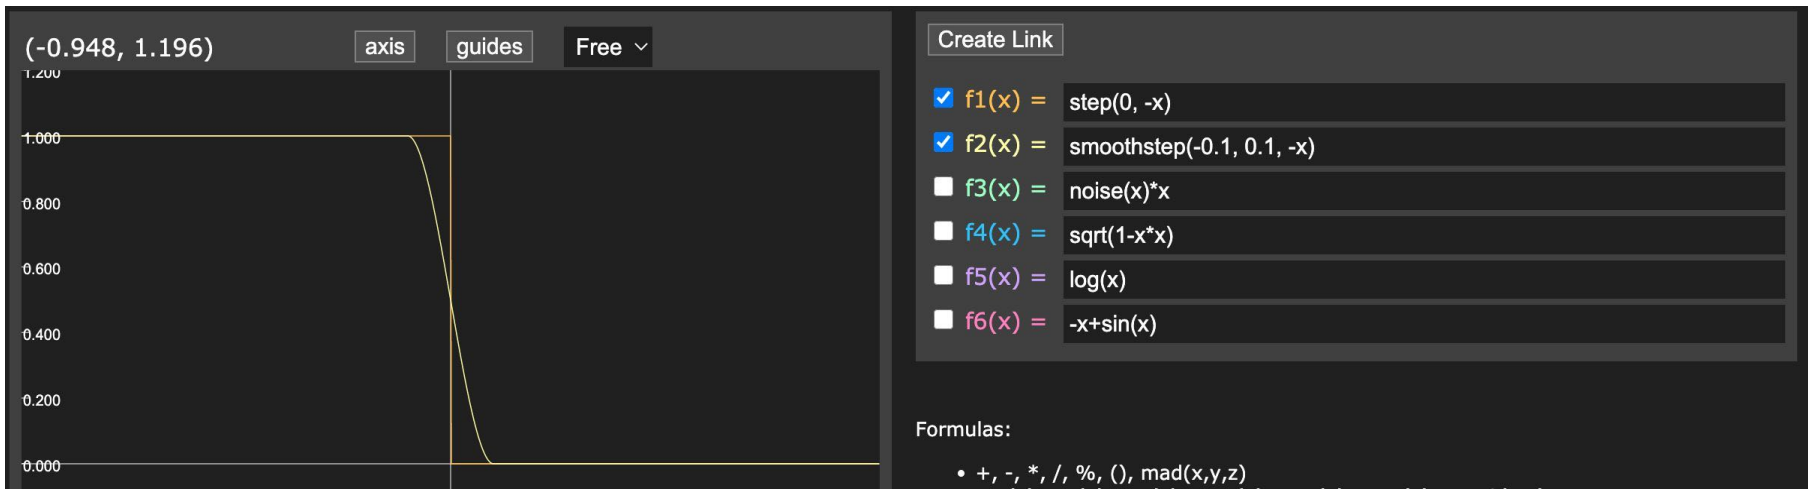 (-0.948, 1.196)
axis
guides
Free
1.200
1.000
0.800
0.600
0.400
0.200
0.000
Create Link
f1(x) = step(0, -x)
f2(x) = smoothstep(-0.1, 0.1, -x)
f3(x) = noise(x)*x
f4(x) = sqrt(1-x*x)
f5(x) = log(x)
f6(x) = -x+sin(x)
Formulas:
• +, -, *, /, %, (), mad(x,y,z)